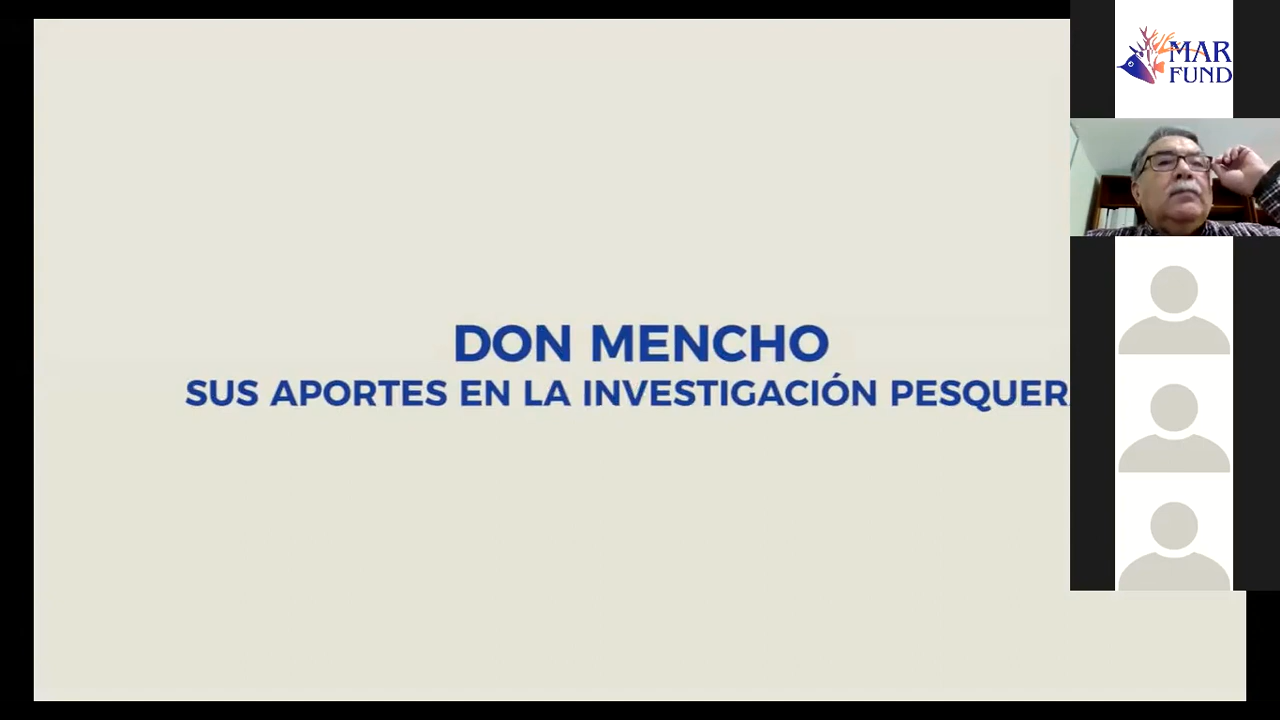 DON MENCHO
SUS APORTES EN LA INVESTIGACIÓN PESQUER
MAR
FUND